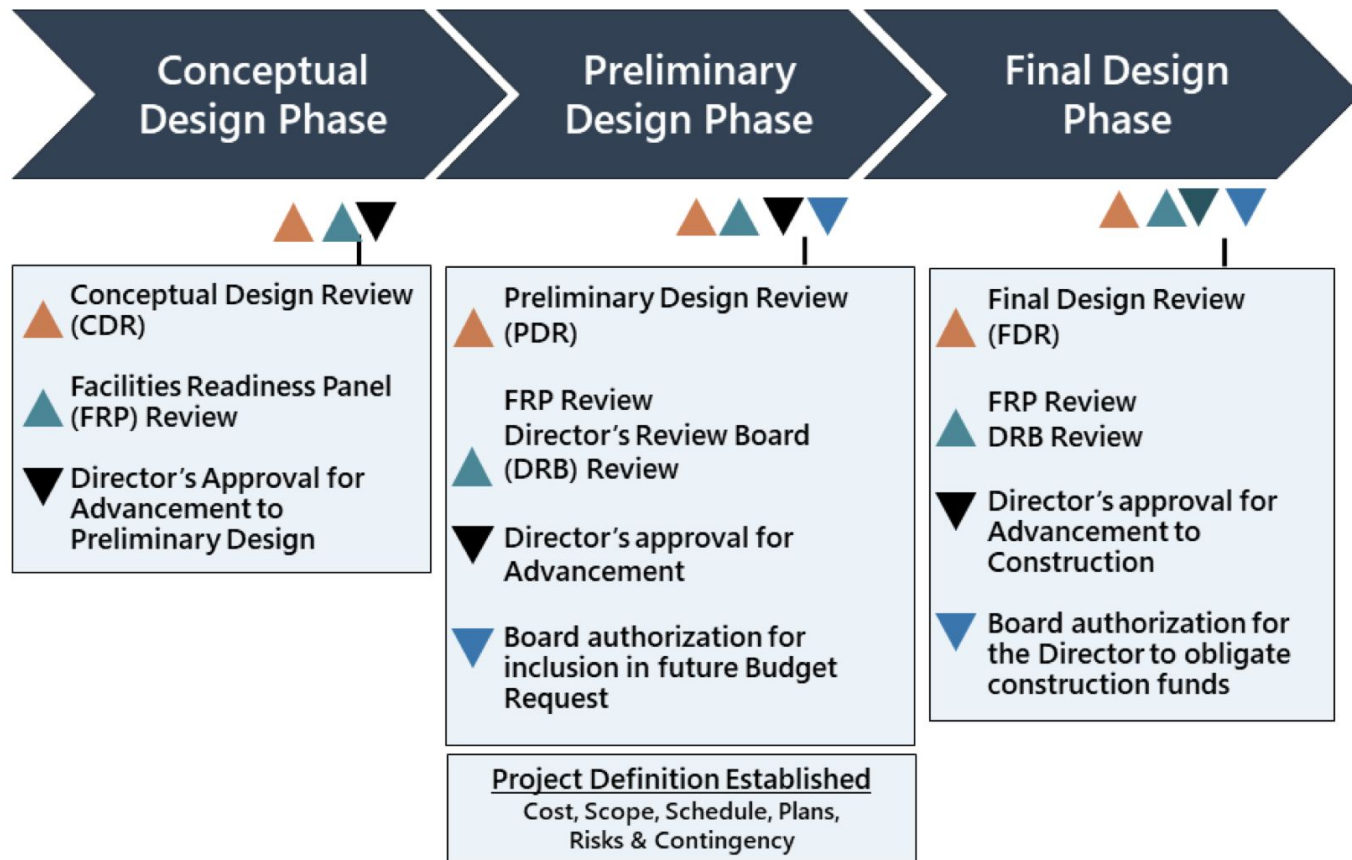 Conceptual
Design Phase
Preliminary
Design Phase
Final Design
Phase
Conceptual Design Review
(CDR)
Facilities Readiness Panel
(FRP) Review
Director’s Approval for
Advancement to
Preliminary Design
Preliminary Design Review
(PDR)
FRP Review
Director’s Review Board
(DRB) Review
Director’s approval for
Advancement
Board authorization for
inclusion in future Budget
Request
Project Definition Established
Cost, Scope, Schedule, Plans,
Risks & Contingency
Final Design Review
(FDR)
FRP Review
DRB Review
Director’s approval for
Advancement to
Construction
Board authorization for
the Director to obligate
construction funds